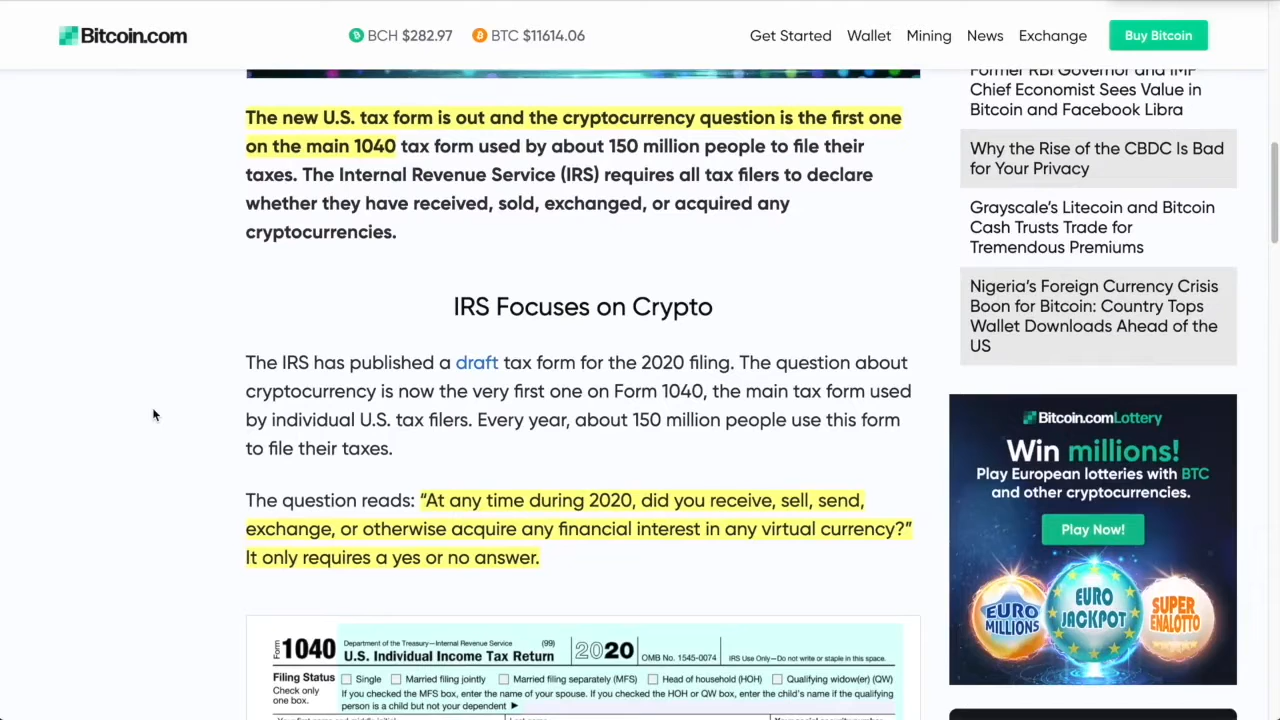 Bitcoin.com
BCH $282.97
BTC $11614.06
Get Started
Wallet
Mining
News
Exchange
Buy Bitcoin
The new U.S. tax form is out and the cryptocurrency question is the first one
on the main 1040 tax form used by about 150 million people to file their
taxes. The Internal Revenue Service (IRS) requires all tax filers to declare
whether they have received, sold, exchanged, or acquired any
cryptocurrencies.
IRS Focuses on Crypto
The IRS has published a draft tax form for the 2020 filing. The question about
cryptocurrency is now the very first one on Form 1040, the main tax form used
by individual U.S. tax filers. Every year, about 150 million people use this form
to file their taxes.
The question reads: “At any time during 2020, did you receive, sell, send,
exchange, or otherwise acquire any financial interest in any virtual currency?”
It only requires a yes or no answer.
Form 1040
Department of the Treasury—Internal Revenue Service
(99)
U.S. Individual Income Tax Return
2020
OMB No. 1545-0074
IRS Use Only—Do not write or staple in this space.
Filing Status
Check only
one box.
Single
Married filing jointly
Married filing separately (MFS)
Head of household (HOH)
Qualifying widow(er) (QW)
If you checked the MFS box, enter the name of your spouse. If you checked the HOH or QW box, enter the child's name if the qualifying
person is a child but not your dependent ▶
Former RBI Governor and IMF
Chief Economist Sees Value in
Bitcoin and Facebook Libra
Why the Rise of the CBDC Is Bad
for Your Privacy
Grayscale’s Litecoin and Bitcoin
Cash Trusts Trade for
Tremendous Premiums
Nigeria’s Foreign Currency Crisis
Boon for Bitcoin: Country Tops
Wallet Downloads Ahead of the
US
Bitcoin.com Lottery
Win millions!
Play European lotteries with BTC
and other cryptocurrencies.
Play Now!
EURO
MILLIONS
EURO
JACKPOT
SUPER
ENALOTTO